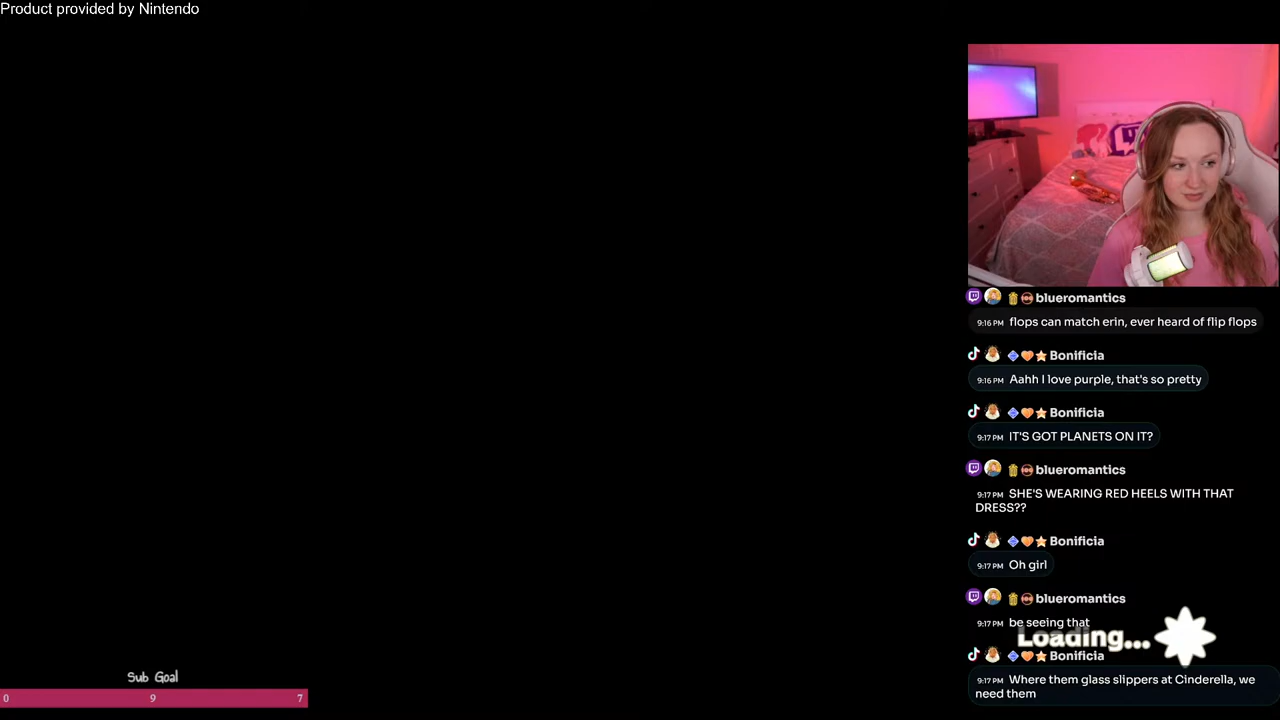 Product provided by Nintendo
blueromantics
9:16 PM flops can match erin, ever heard of flip flops
Bonificia
9:16 PM Aahh I love purple, that's so pretty
Bonificia
9:17 PM IT'S GOT PLANETS ON IT?
blueromantics
9:17 PM SHE'S WEARING RED HEELS WITH THAT
DRESS??
Bonificia
9:17 PM Oh girl
blueromantics
9:17 PM be seeing that
Loading...
Bonificia
9:17 PM Where them glass slippers at Cinderella, we
need them
Sub Goal
0 9 7